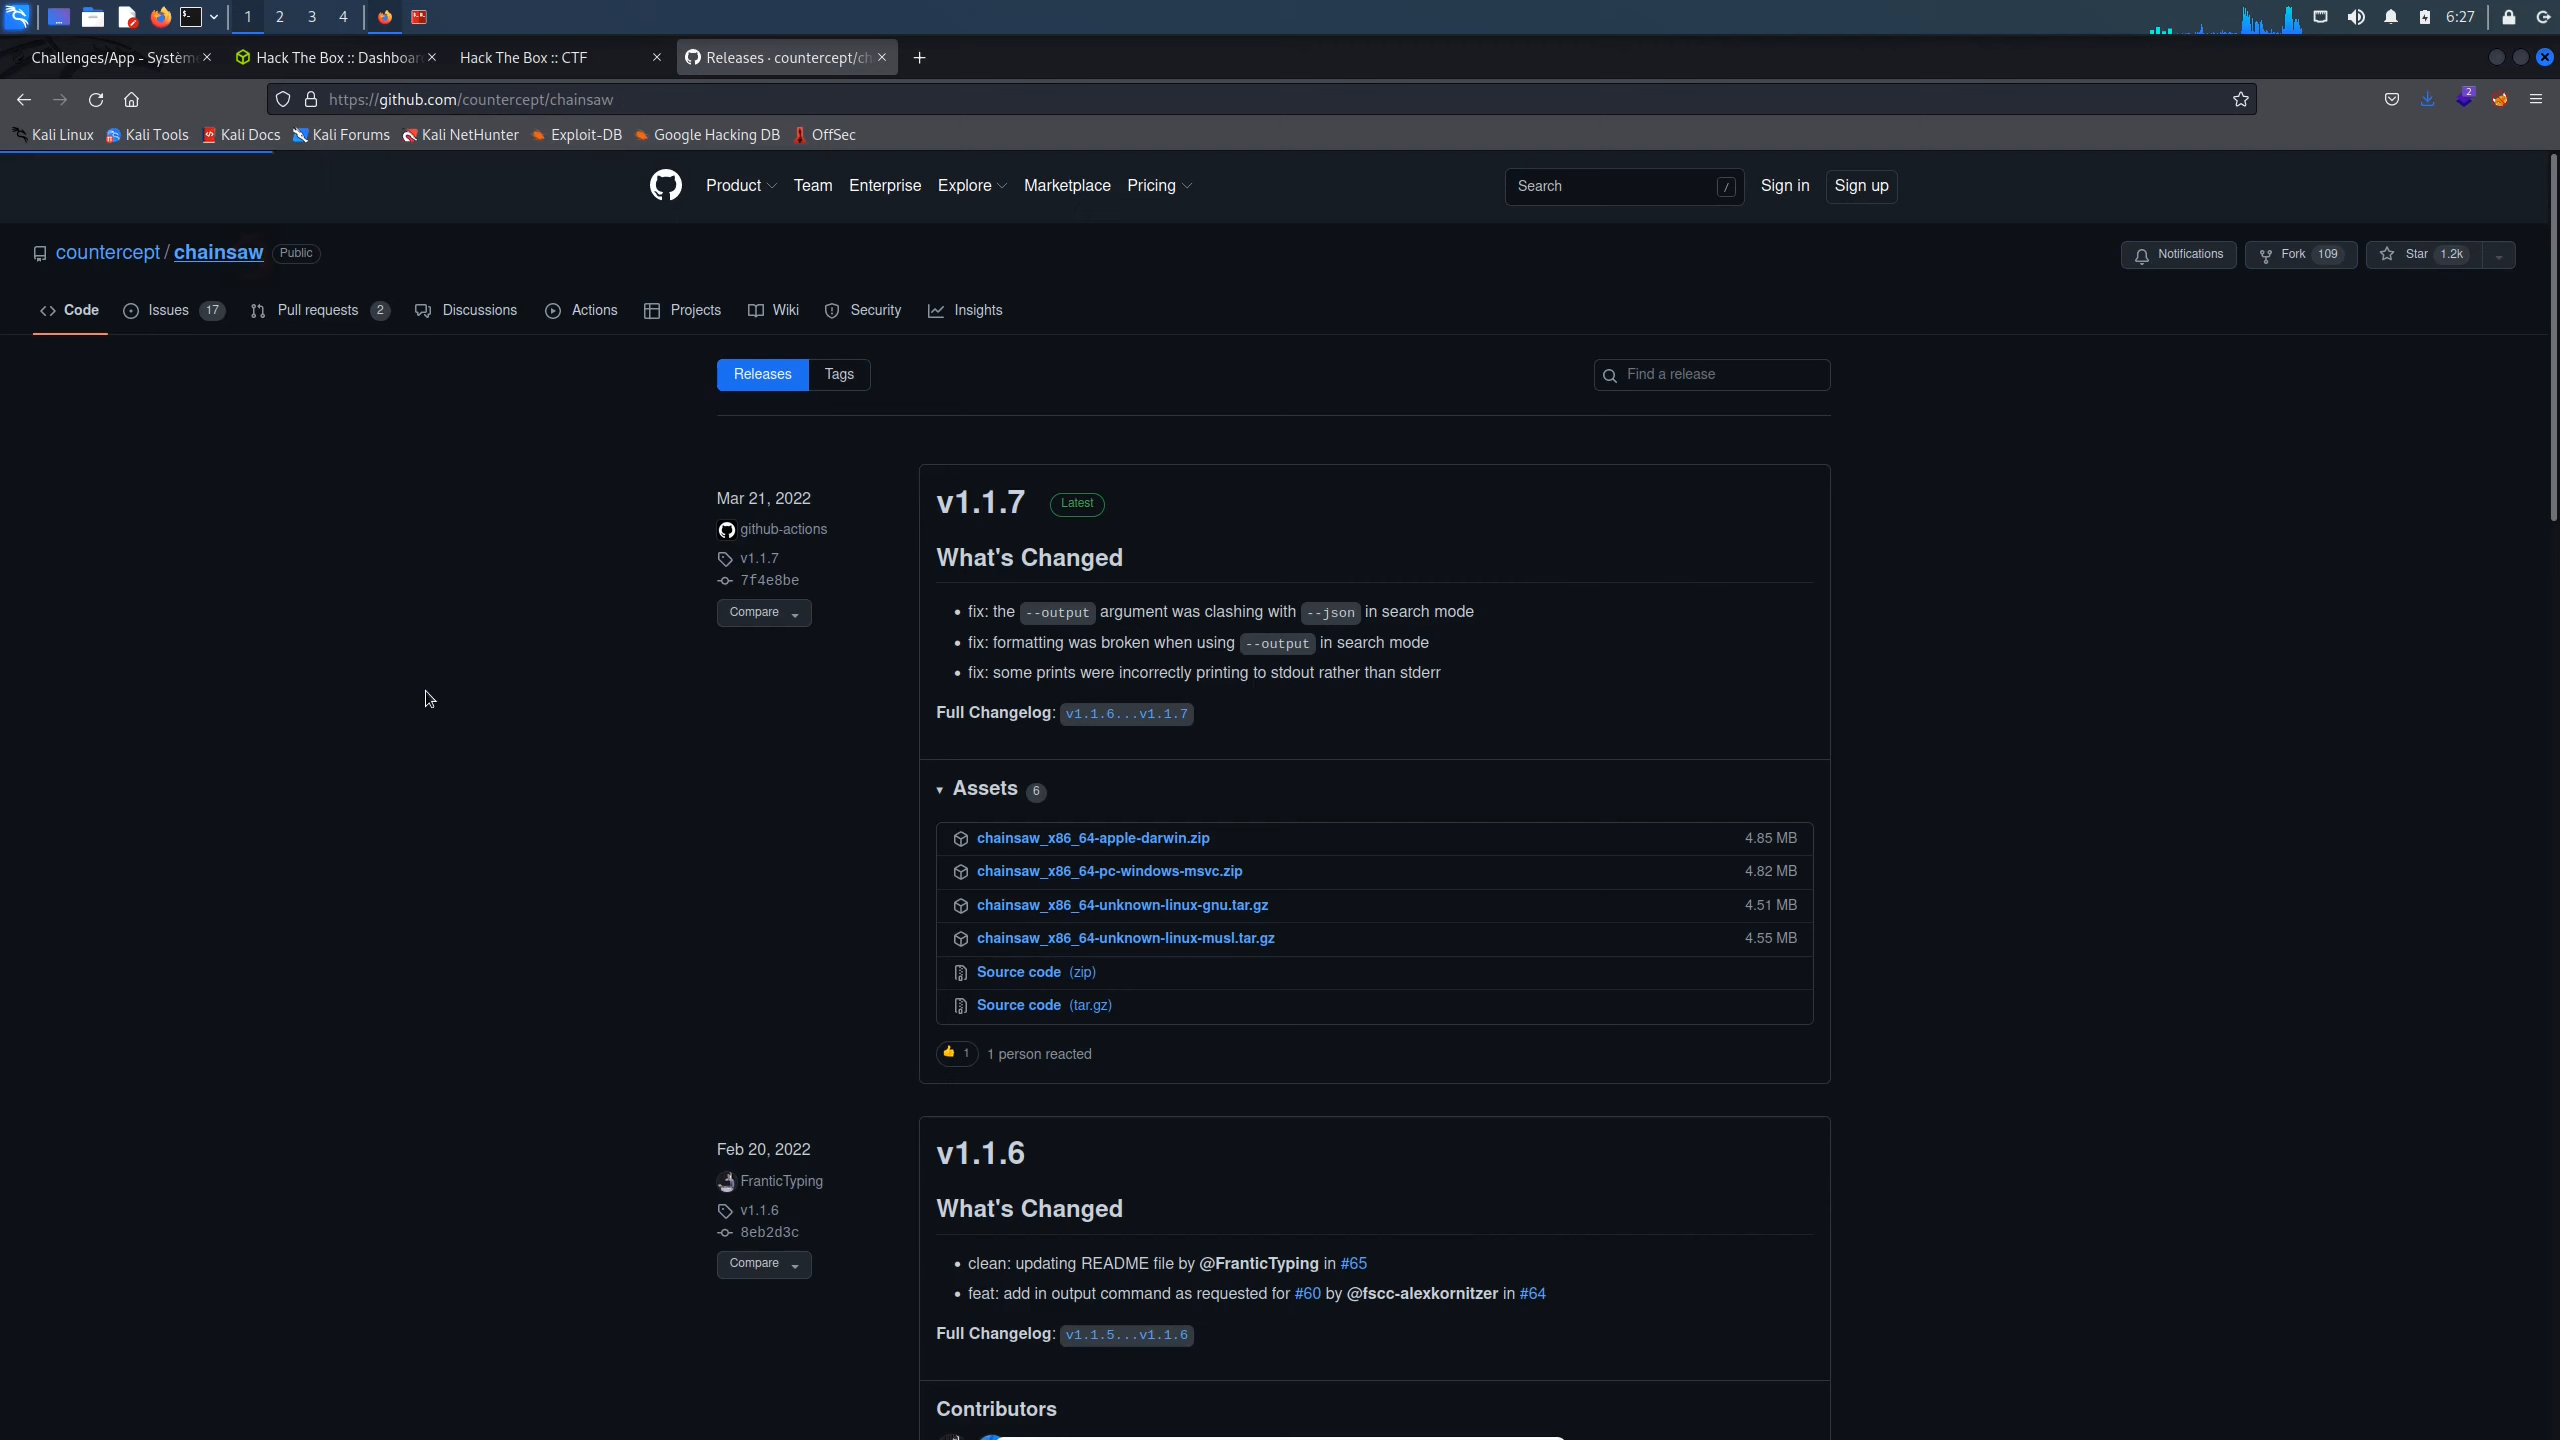 1 2 3 4 6:27
Challenges/App - Système Hack The Box :: Dashboar Hack The Box :: CTF Releases · countercept/ch
https://github.com/countercept/chainsaw 2
Kali Linux Kali Tools Kali Docs Kali Forums Kali NetHunter Exploit-DB Google Hacking DB OffSec
Product Team Enterprise Explore Marketplace Pricing Search / Sign in Sign up
countercept / chainsaw Public Notifications Fork 109 Star 1.2k
Code Issues 17 Pull requests 2 Discussions Actions Projects Wiki Security Insights
Releases Tags Find a release
Mar 21, 2022
github-actions
v1.1.7
7f4e8be
Compare
v1.1.7 Latest
What's Changed
• fix: the --output argument was clashing with --json in search mode
• fix: formatting was broken when using --output in search mode
• fix: some prints were incorrectly printing to stdout rather than stderr
Full Changelog: v1.1.6...v1.1.7
Assets 6
chainsaw_x86_64-apple-darwin.zip 4.85 MB
chainsaw_x86_64-pc-windows-msvc.zip 4.82 MB
chainsaw_x86_64-unknown-linux-gnu.tar.gz 4.51 MB
chainsaw_x86_64-unknown-linux-musl.tar.gz 4.55 MB
Source code (zip)
Source code (tar.gz)
👍 1 1 person reacted
Feb 20, 2022
FranticTyping
v1.1.6
8eb2d3c
Compare
v1.1.6
What's Changed
• clean: updating README file by @FranticTyping in #65
• feat: add in output command as requested for #60 by @fscc-alexkornitzer in #64
Full Changelog: v1.1.5...v1.1.6
Contributors